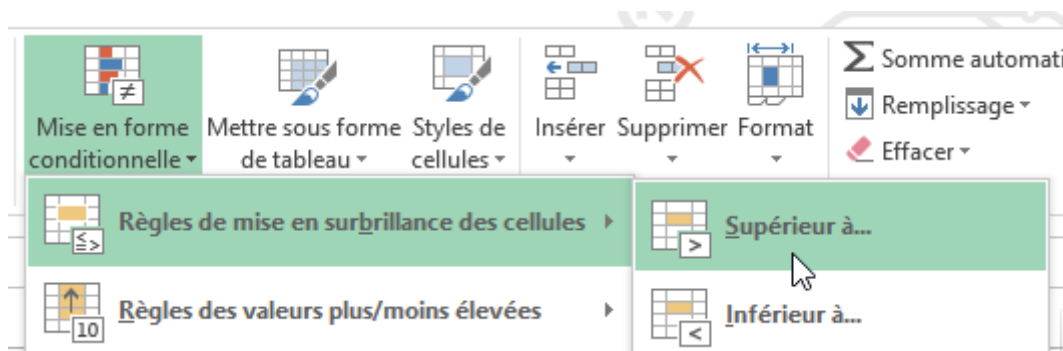 Mise en forme conditionnelle
Mettre sous forme de tableau
Styles de cellules
Insérer
Supprimer
Format
Somme automati
Remplissage
Effacer
Règles de mise en surbrillance des cellules
Supérieur à...
Règles des valeurs plus/moins élevées
10
Inférieur à...